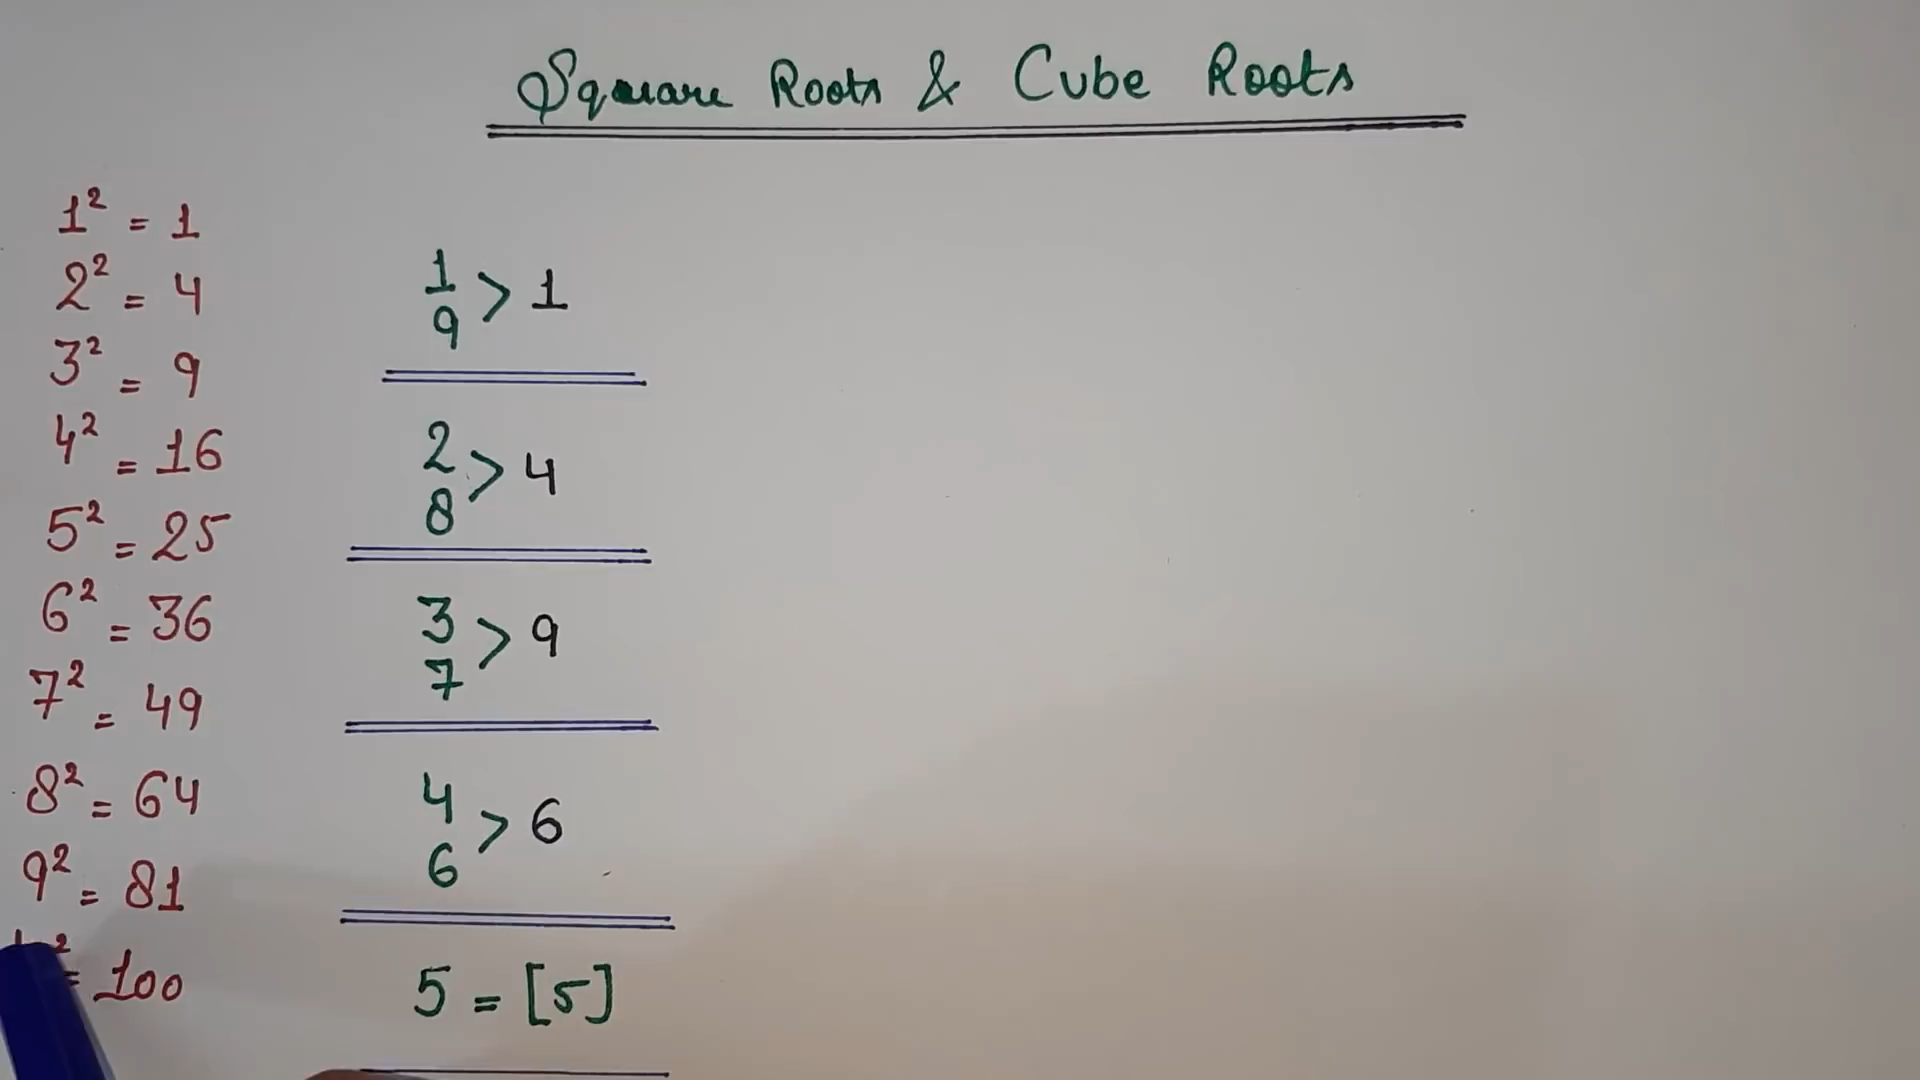 Square Roots & Cube Roots
1² = 1
2² = 4
3² = 9
4² = 16
5² = 25
6² = 36
7² = 49
8² = 64
9² = 81
² = 100
1
9 > 1
2
8 > 4
3
7 > 9
4
6 > 6
5 = [5]